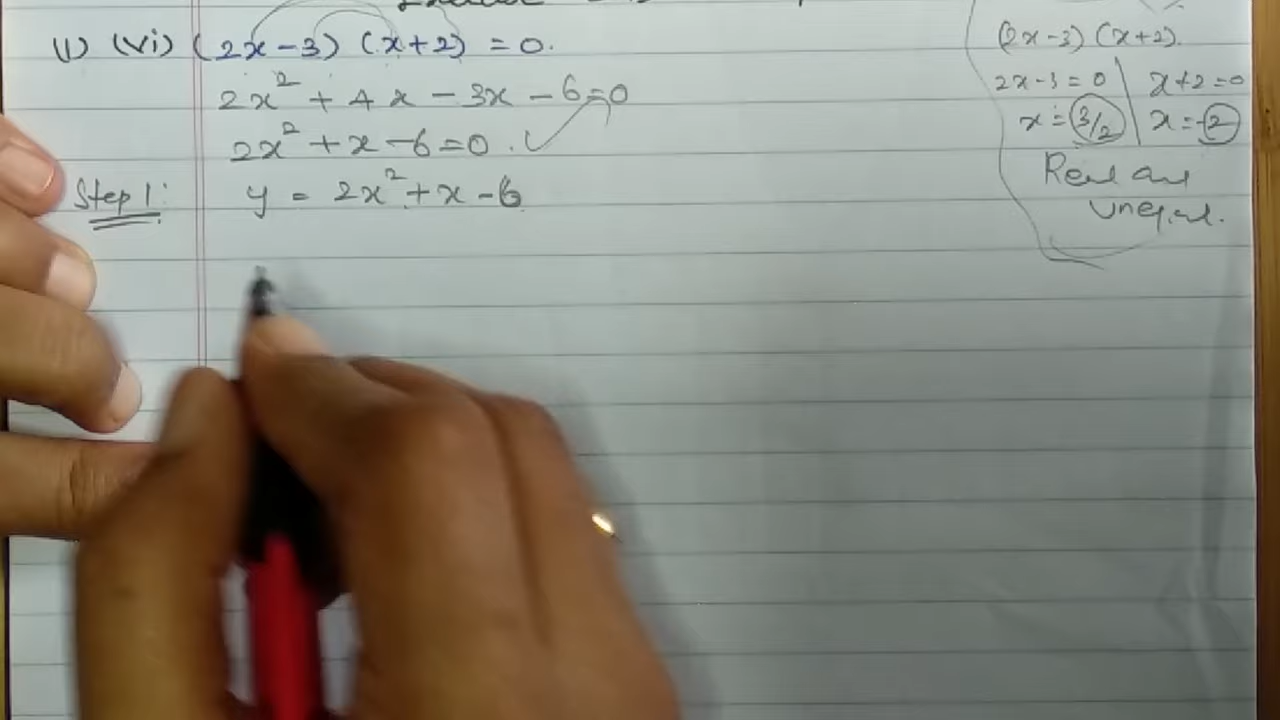 (1) (vi) (2x-3) (x+2) = 0.
2x² + 4x - 3x - 6=0
2x² + x - 6=0.
Step 1: y = 2x² + x - 6
(2x-3) (x+2).
2x-3=0 | x+2=0
x = 3/2 | x=-2
Real and
unequal.